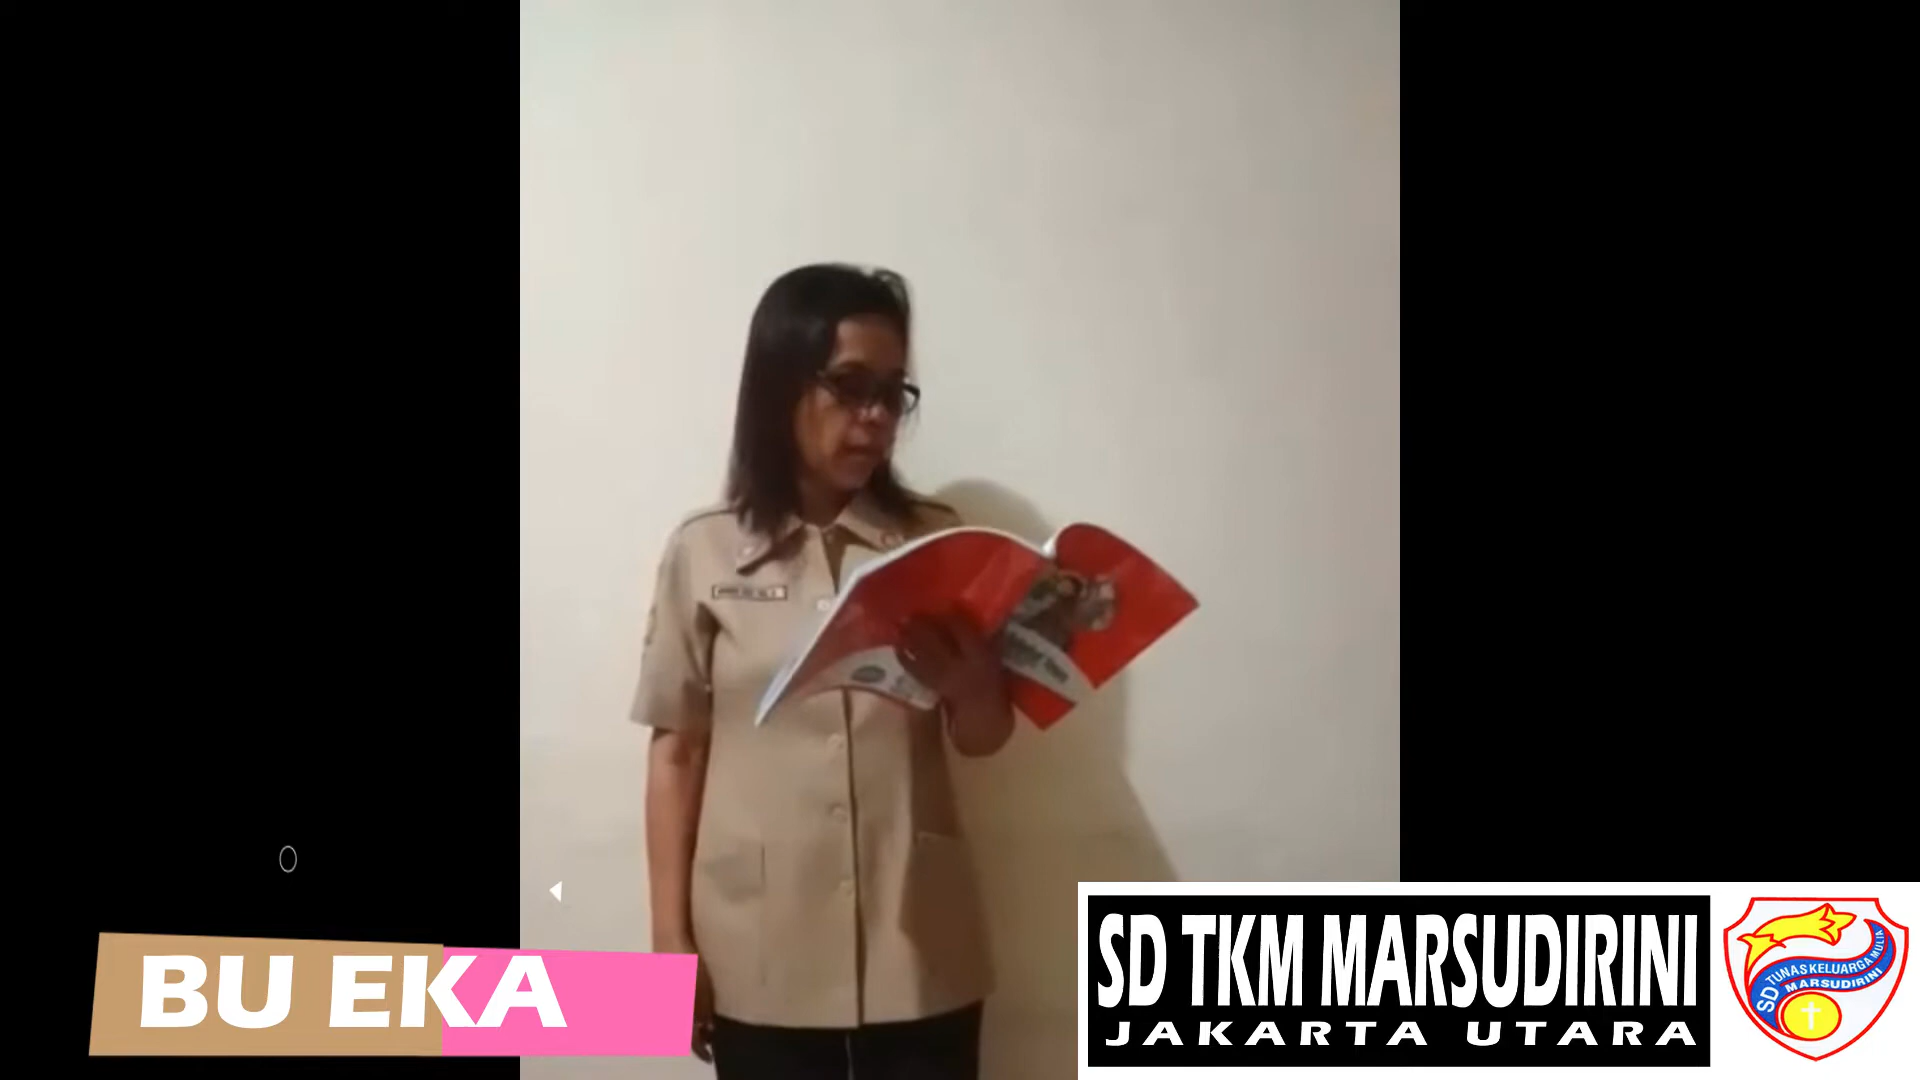 BU EKA
SD TKM MARSUDIRINI
JAKARTA UTARA
SD TUNAS KELUARGA MULIA
MARSUDIRINI